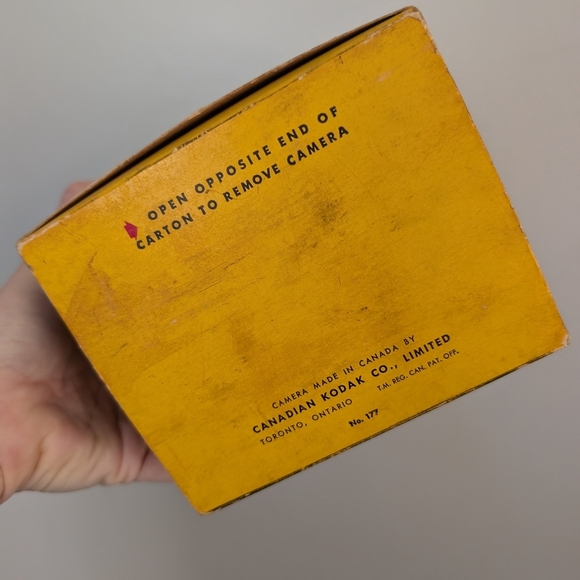 OPEN OPPOSITE END OF
CARTON TO REMOVE CAMERA
CAMERA MADE IN CANADA BY
CANADIAN KODAK CO., LIMITED
TORONTO, ONTARIO T.M. REG. CAN. PAT. OFF.
No. 177